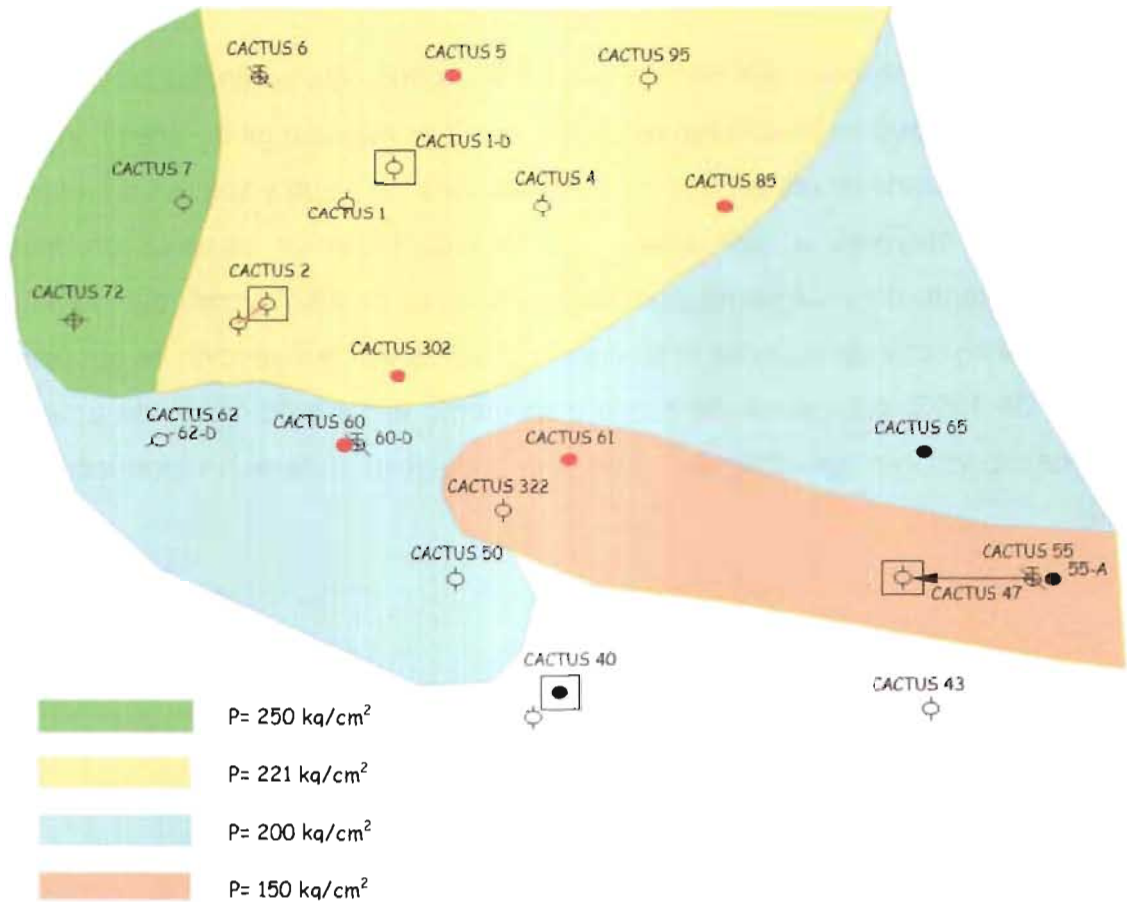 CACTUS 6
CACTUS 5
CACTUS 95
CACTUS 1-D
CACTUS 7
CACTUS 4
CACTUS 85
CACTUS 1
CACTUS 2
CACTUS 72
CACTUS 302
CACTUS 62
62-D
CACTUS 60
60-D
CACTUS 61
CACTUS 65
CACTUS 322
CACTUS 50
CACTUS 55
55-A
CACTUS 47
CACTUS 40
CACTUS 43
P= 250 kg/cm²
P= 221 kg/cm²
P= 200 kg/cm²
P= 150 kg/cm²